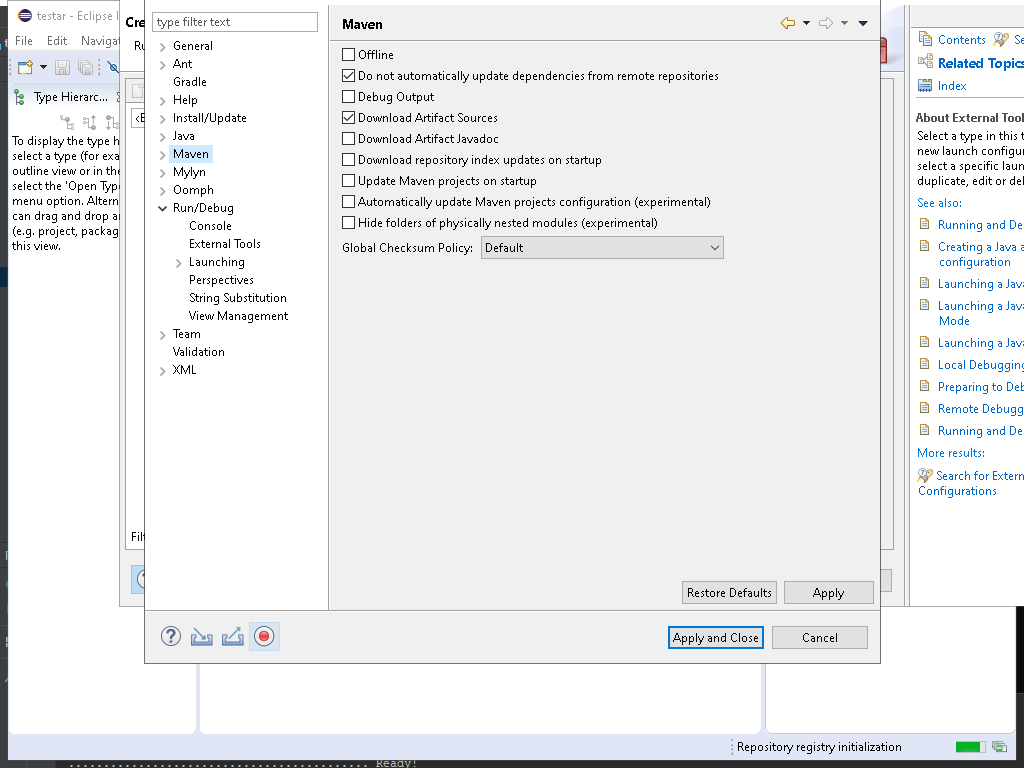 testar - Eclipse
File Edit Navigat
Type Hierarc...
To display the type h
select a type (for exa
outline view or in the
select the 'Open Type
menu option. Altern
can drag and drop a
(e.g. project, packag
this view.
Cre
Ru
Filt
type filter text
General
Ant
Gradle
Help
Install/Update
Java
Maven
Mylyn
Oomph
Run/Debug
Console
External Tools
Launching
Perspectives
String Substitution
View Management
Team
Validation
XML
Maven
Offline
Do not automatically update dependencies from remote repositories
Debug Output
Download Artifact Sources
Download Artifact Javadoc
Download repository index updates on startup
Update Maven projects on startup
Automatically update Maven projects configuration (experimental)
Hide folders of physically nested modules (experimental)
Global Checksum Policy: Default
Restore Defaults Apply
Apply and Close Cancel
Contents Se
Related Topics
Index
About External Tool
Select a type in this t
new launch configur
select a specific laun
duplicate, edit or del
See also:
Running and De
Creating a Java a
configuration
Launching a Java
Launching a Java
Mode
Launching a Java
Local Debugging
Preparing to Deb
Remote Debugg
Running and De
More results:
Search for Extern
Configurations
Repository registry initialization
Ready!